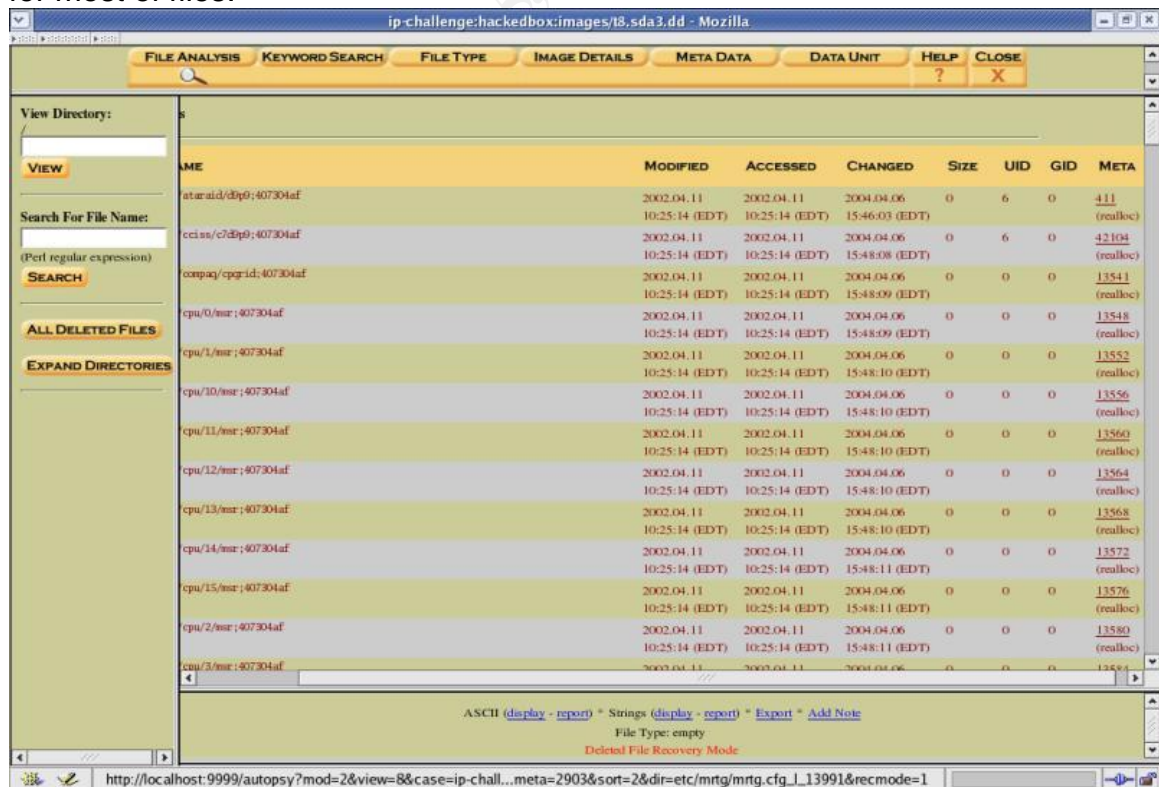 for most of files.
ip-challenge:hackedbox:images/t8.sda3.dd - Mozilla
FILE ANALYSIS KEYWORD SEARCH FILE TYPE IMAGE DETAILS META DATA DATA UNIT HELP CLOSE
? X
View Directory:
/
VIEW
Search For File Name:
(Perl regular expression)
SEARCH
ALL DELETED FILES
EXPAND DIRECTORIES
s
AME MODIFIED ACCESSED CHANGED SIZE UID GID META
/ataraid/d9p9;407304af 2002.04.11 10:25:14 (EDT) 2002.04.11 10:25:14 (EDT) 2004.04.06 15:46:03 (EDT) 0 6 0 411 (realloc)
/cciss/c7d9p9;407304af 2002.04.11 10:25:14 (EDT) 2002.04.11 10:25:14 (EDT) 2004.04.06 15:48:08 (EDT) 0 6 0 42104 (realloc)
/compaq/cpqrid;407304af 2002.04.11 10:25:14 (EDT) 2002.04.11 10:25:14 (EDT) 2004.04.06 15:48:09 (EDT) 0 0 0 13541 (realloc)
/cpu/0/msr;407304af 2002.04.11 10:25:14 (EDT) 2002.04.11 10:25:14 (EDT) 2004.04.06 15:48:09 (EDT) 0 0 0 13548 (realloc)
/cpu/1/msr;407304af 2002.04.11 10:25:14 (EDT) 2002.04.11 10:25:14 (EDT) 2004.04.06 15:48:10 (EDT) 0 0 0 13552 (realloc)
/cpu/10/msr;407304af 2002.04.11 10:25:14 (EDT) 2002.04.11 10:25:14 (EDT) 2004.04.06 15:48:10 (EDT) 0 0 0 13556 (realloc)
/cpu/11/msr;407304af 2002.04.11 10:25:14 (EDT) 2002.04.11 10:25:14 (EDT) 2004.04.06 15:48:10 (EDT) 0 0 0 13560 (realloc)
/cpu/12/msr;407304af 2002.04.11 10:25:14 (EDT) 2002.04.11 10:25:14 (EDT) 2004.04.06 15:48:10 (EDT) 0 0 0 13564 (realloc)
/cpu/13/msr;407304af 2002.04.11 10:25:14 (EDT) 2002.04.11 10:25:14 (EDT) 2004.04.06 15:48:10 (EDT) 0 0 0 13568 (realloc)
/cpu/14/msr;407304af 2002.04.11 10:25:14 (EDT) 2002.04.11 10:25:14 (EDT) 2004.04.06 15:48:11 (EDT) 0 0 0 13572 (realloc)
/cpu/15/msr;407304af 2002.04.11 10:25:14 (EDT) 2002.04.11 10:25:14 (EDT) 2004.04.06 15:48:11 (EDT) 0 0 0 13576 (realloc)
/cpu/2/msr;407304af 2002.04.11 10:25:14 (EDT) 2002.04.11 10:25:14 (EDT) 2004.04.06 15:48:11 (EDT) 0 0 0 13580 (realloc)
/cpu/3/msr;407304af 2002.04.11 2002.04.11 2004.04.06 0 0 0 13584
ASCII (display - report) * Strings (display - report) * Export * Add Note
File Type: empty
Deleted File Recovery Mode
http://localhost:9999/autopsy?mod=2&view=8&case=ip-chall...meta=2903&sort=2&dir=etc/mrtg/mrtg.cfg_l_13991&recmode=1